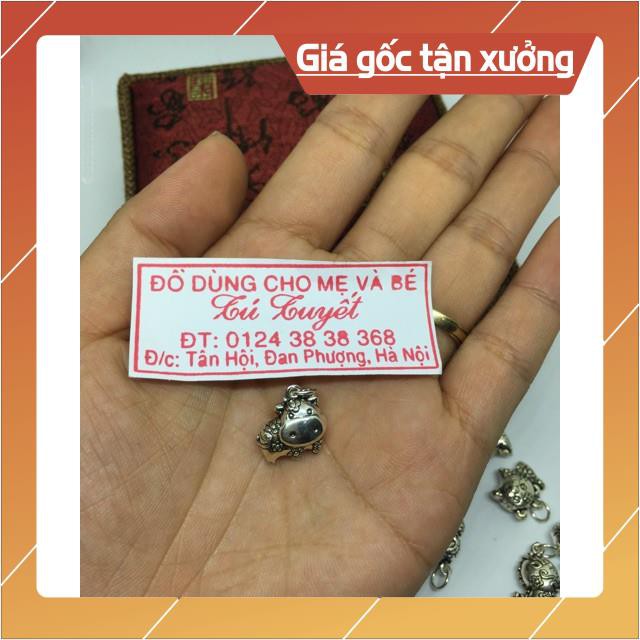 Giá gốc tận xưởng
ĐỒ DÙNG CHO MẸ VÀ BÉ
Tú Tuyết
ĐT: 0124 38 38 368
Đ/c: Tân Hội, Đan Phượng, Hà Nội